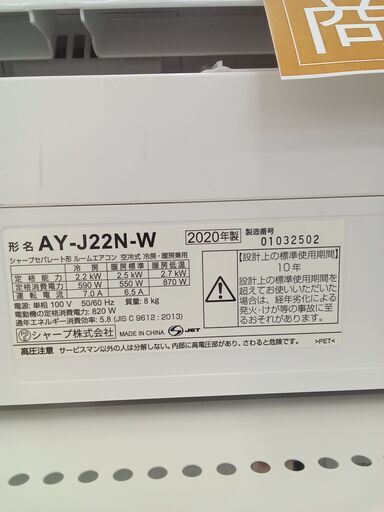 商
形 名 AY-J22N-W 2020年製 製造番号 01032502
シャープセパレート形 ルームエアコン 空冷式 冷房・暖房兼用
冷 房 暖房標準 暖房低温
定 格 能 力 2.2 kW 2.5 kW 2.7 kW
定格消費電力 590 W 550 W 870 W
運 転 電 流 7.0 A 6.5 A
電源:単相 100 V 50/60 Hz 質量:8 kg
電動機の定格消費電力:820 W
通年エネルギー消費効率:5.8 (JIS C 9612:2013)
シャープ株式会社 MADE IN CHINA JET
【設計上の標準使用期間】
10年
設計上の標準使用期間を
超えてお使いいただいた
場合は、経年劣化による
発火・けが等の事故に至
るおそれがあります。
高圧注意 サービスマン以外の人は分解しない。内部に高電圧部があり、さわると危険です。 >PET<